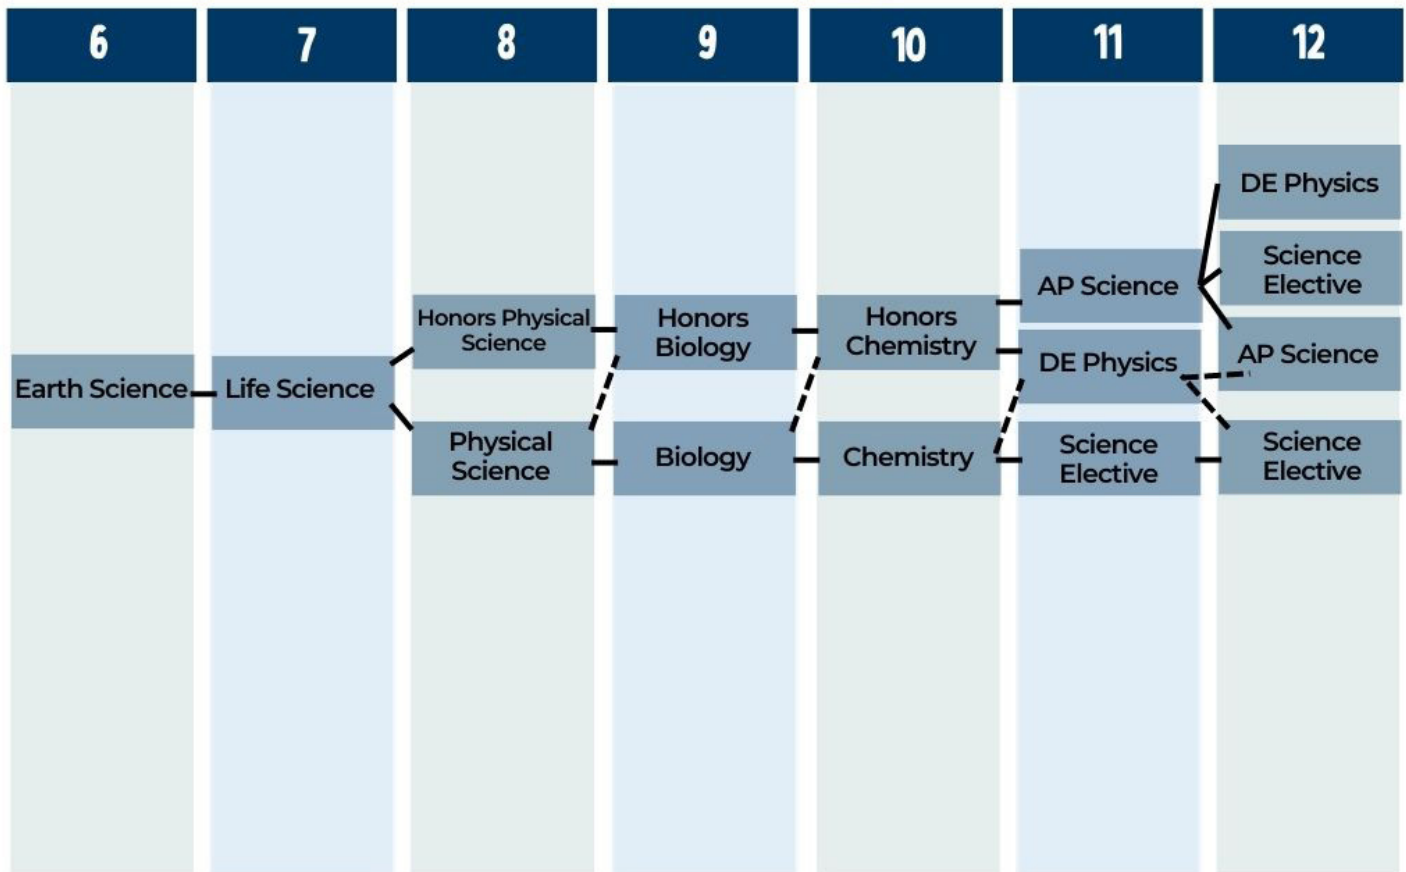 6
7
8
9
10
11
12
Earth Science
Life Science
Honors Physical
Science
Physical
Science
Honors
Biology
Biology
Honors
Chemistry
Chemistry
AP Science
DE Physics
Science
Elective
DE Physics
Science
Elective
AP Science
Science
Elective